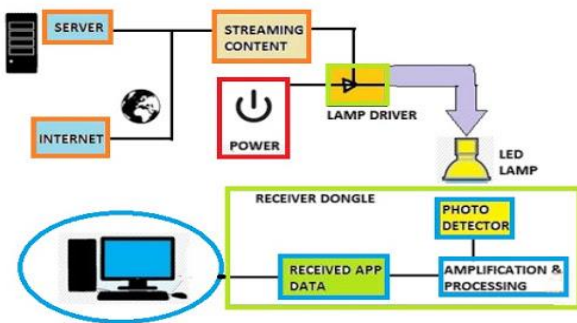 SERVER
STREAMING
CONTENT
INTERNET
POWER
LAMP DRIVER
LED
LAMP
RECEIVER DONGLE
PHOTO
DETECTOR
RECEIVED APP
DATA
AMPLIFICATION &
PROCESSING